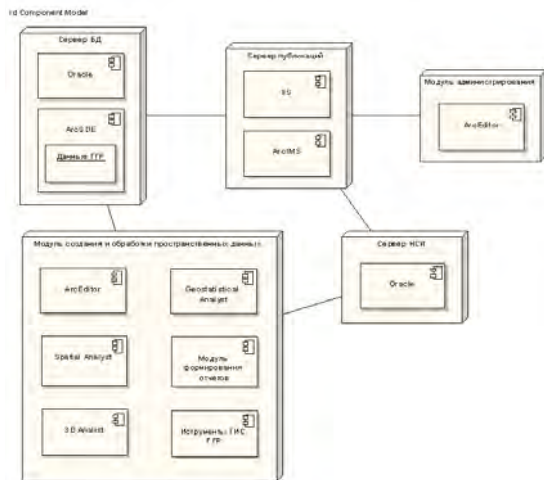 rd Component Model
Сервер БД
Oracle
ArcSDE
Данные ГГР
Сервер публикаций
IIS
ArcIMS
Модуль администрирования
ArcEditor
Модуль создания и обработки пространственных данных
ArcEditor
Geostatistical
Analyst
Spatial Analyst
Модуль
формирования
отчетов
3D Analyst
Инструменты ГИС
ГГР
Сервер НСИ
Oracle